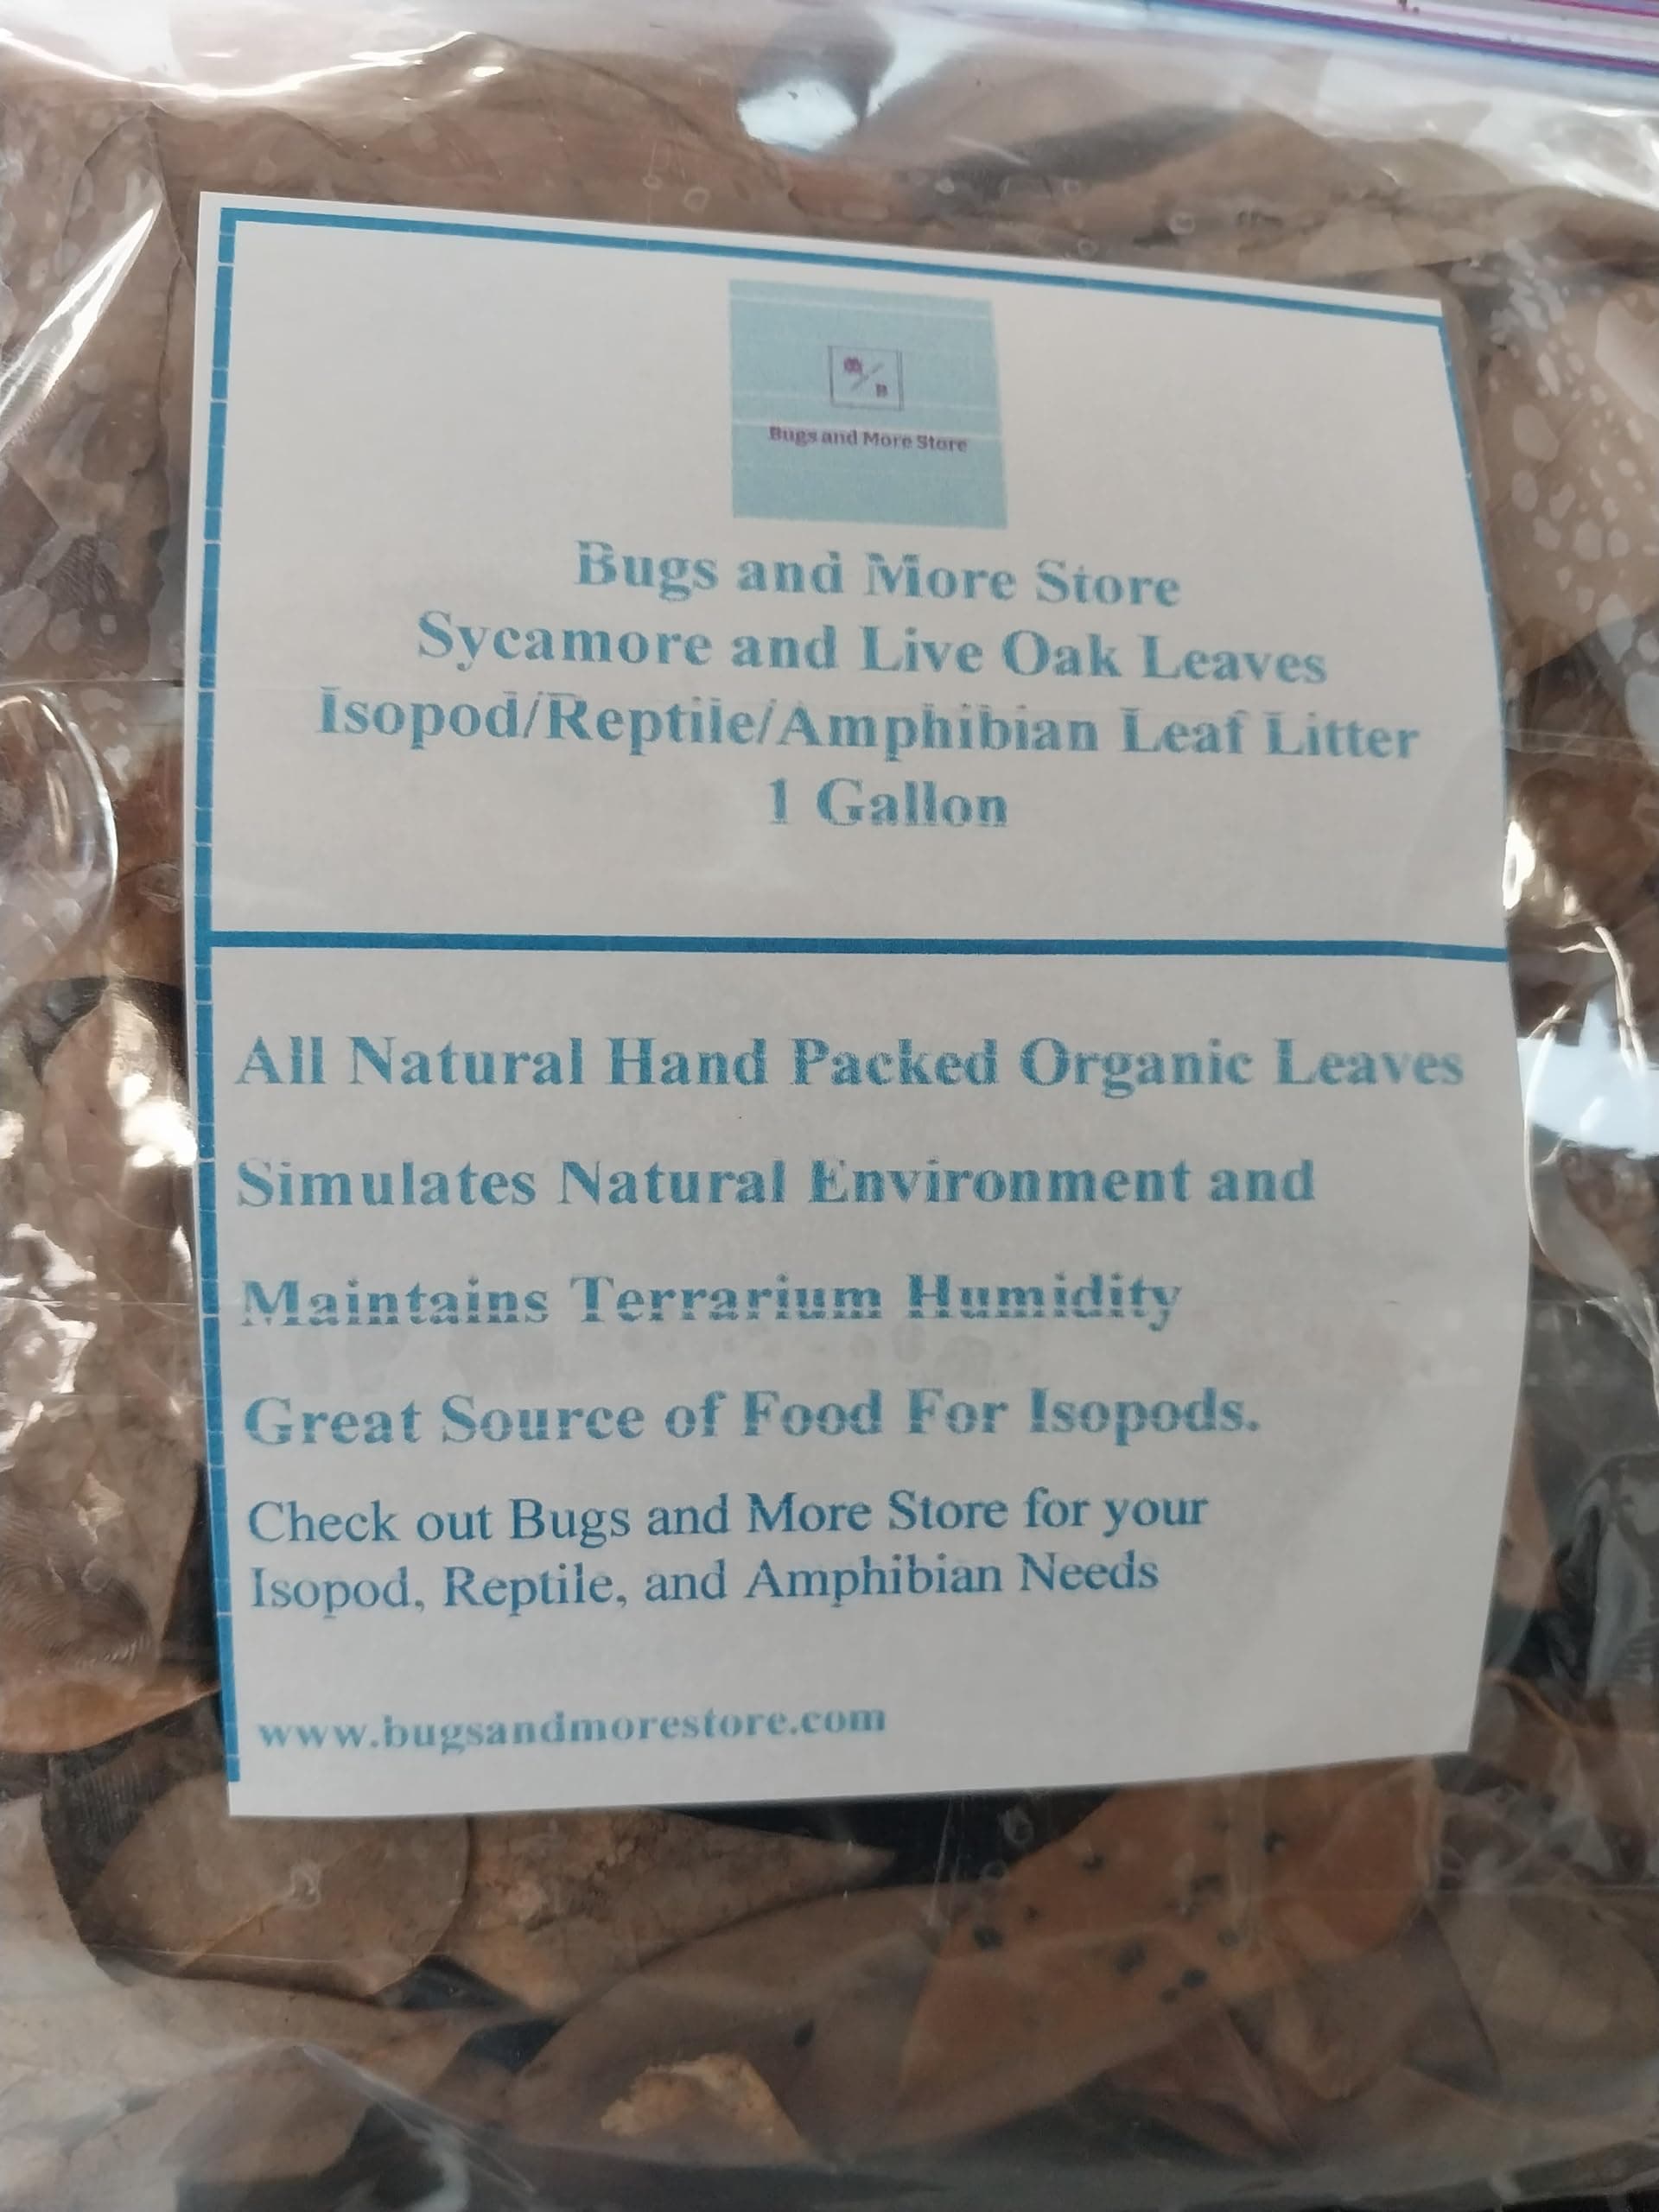 Bugs and More Store
Bugs and More Store
Sycamore and Live Oak Leaves
Isopod/Reptile/Amphibian Leaf Litter
1 Gallon
All Natural Hand Packed Organic Leaves
Simulates Natural Environment and
Maintains Terrarium Humidity
Great Source of Food For Isopods.
Check out Bugs and More Store for your
Isopod, Reptile, and Amphibian Needs
www.bugsandmorestore.com